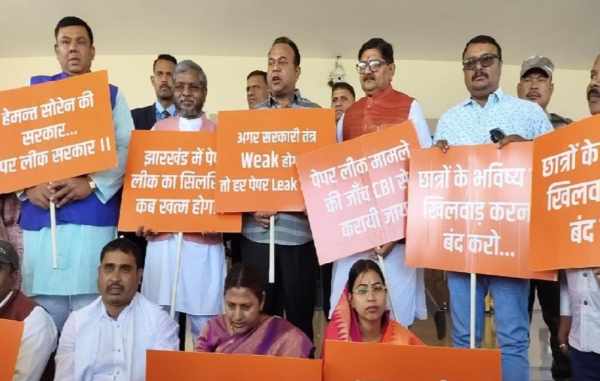 हेमन्त सोरेन की
सरकार...
पेपर लीक सरकार ।।
झारखण्ड में पे
लीक का सिलसि
कब खत्म होगा
अगर सरकारी तंत्र
Weak होग
तो हर पेपर Leak
पेपर लीक मामले
की जाँच CBI से
करायी जाय
छात्रों के भविष्य
खिलवाड़ करन
बंद करो...
छात्रों के
खिलवाड़
बंद